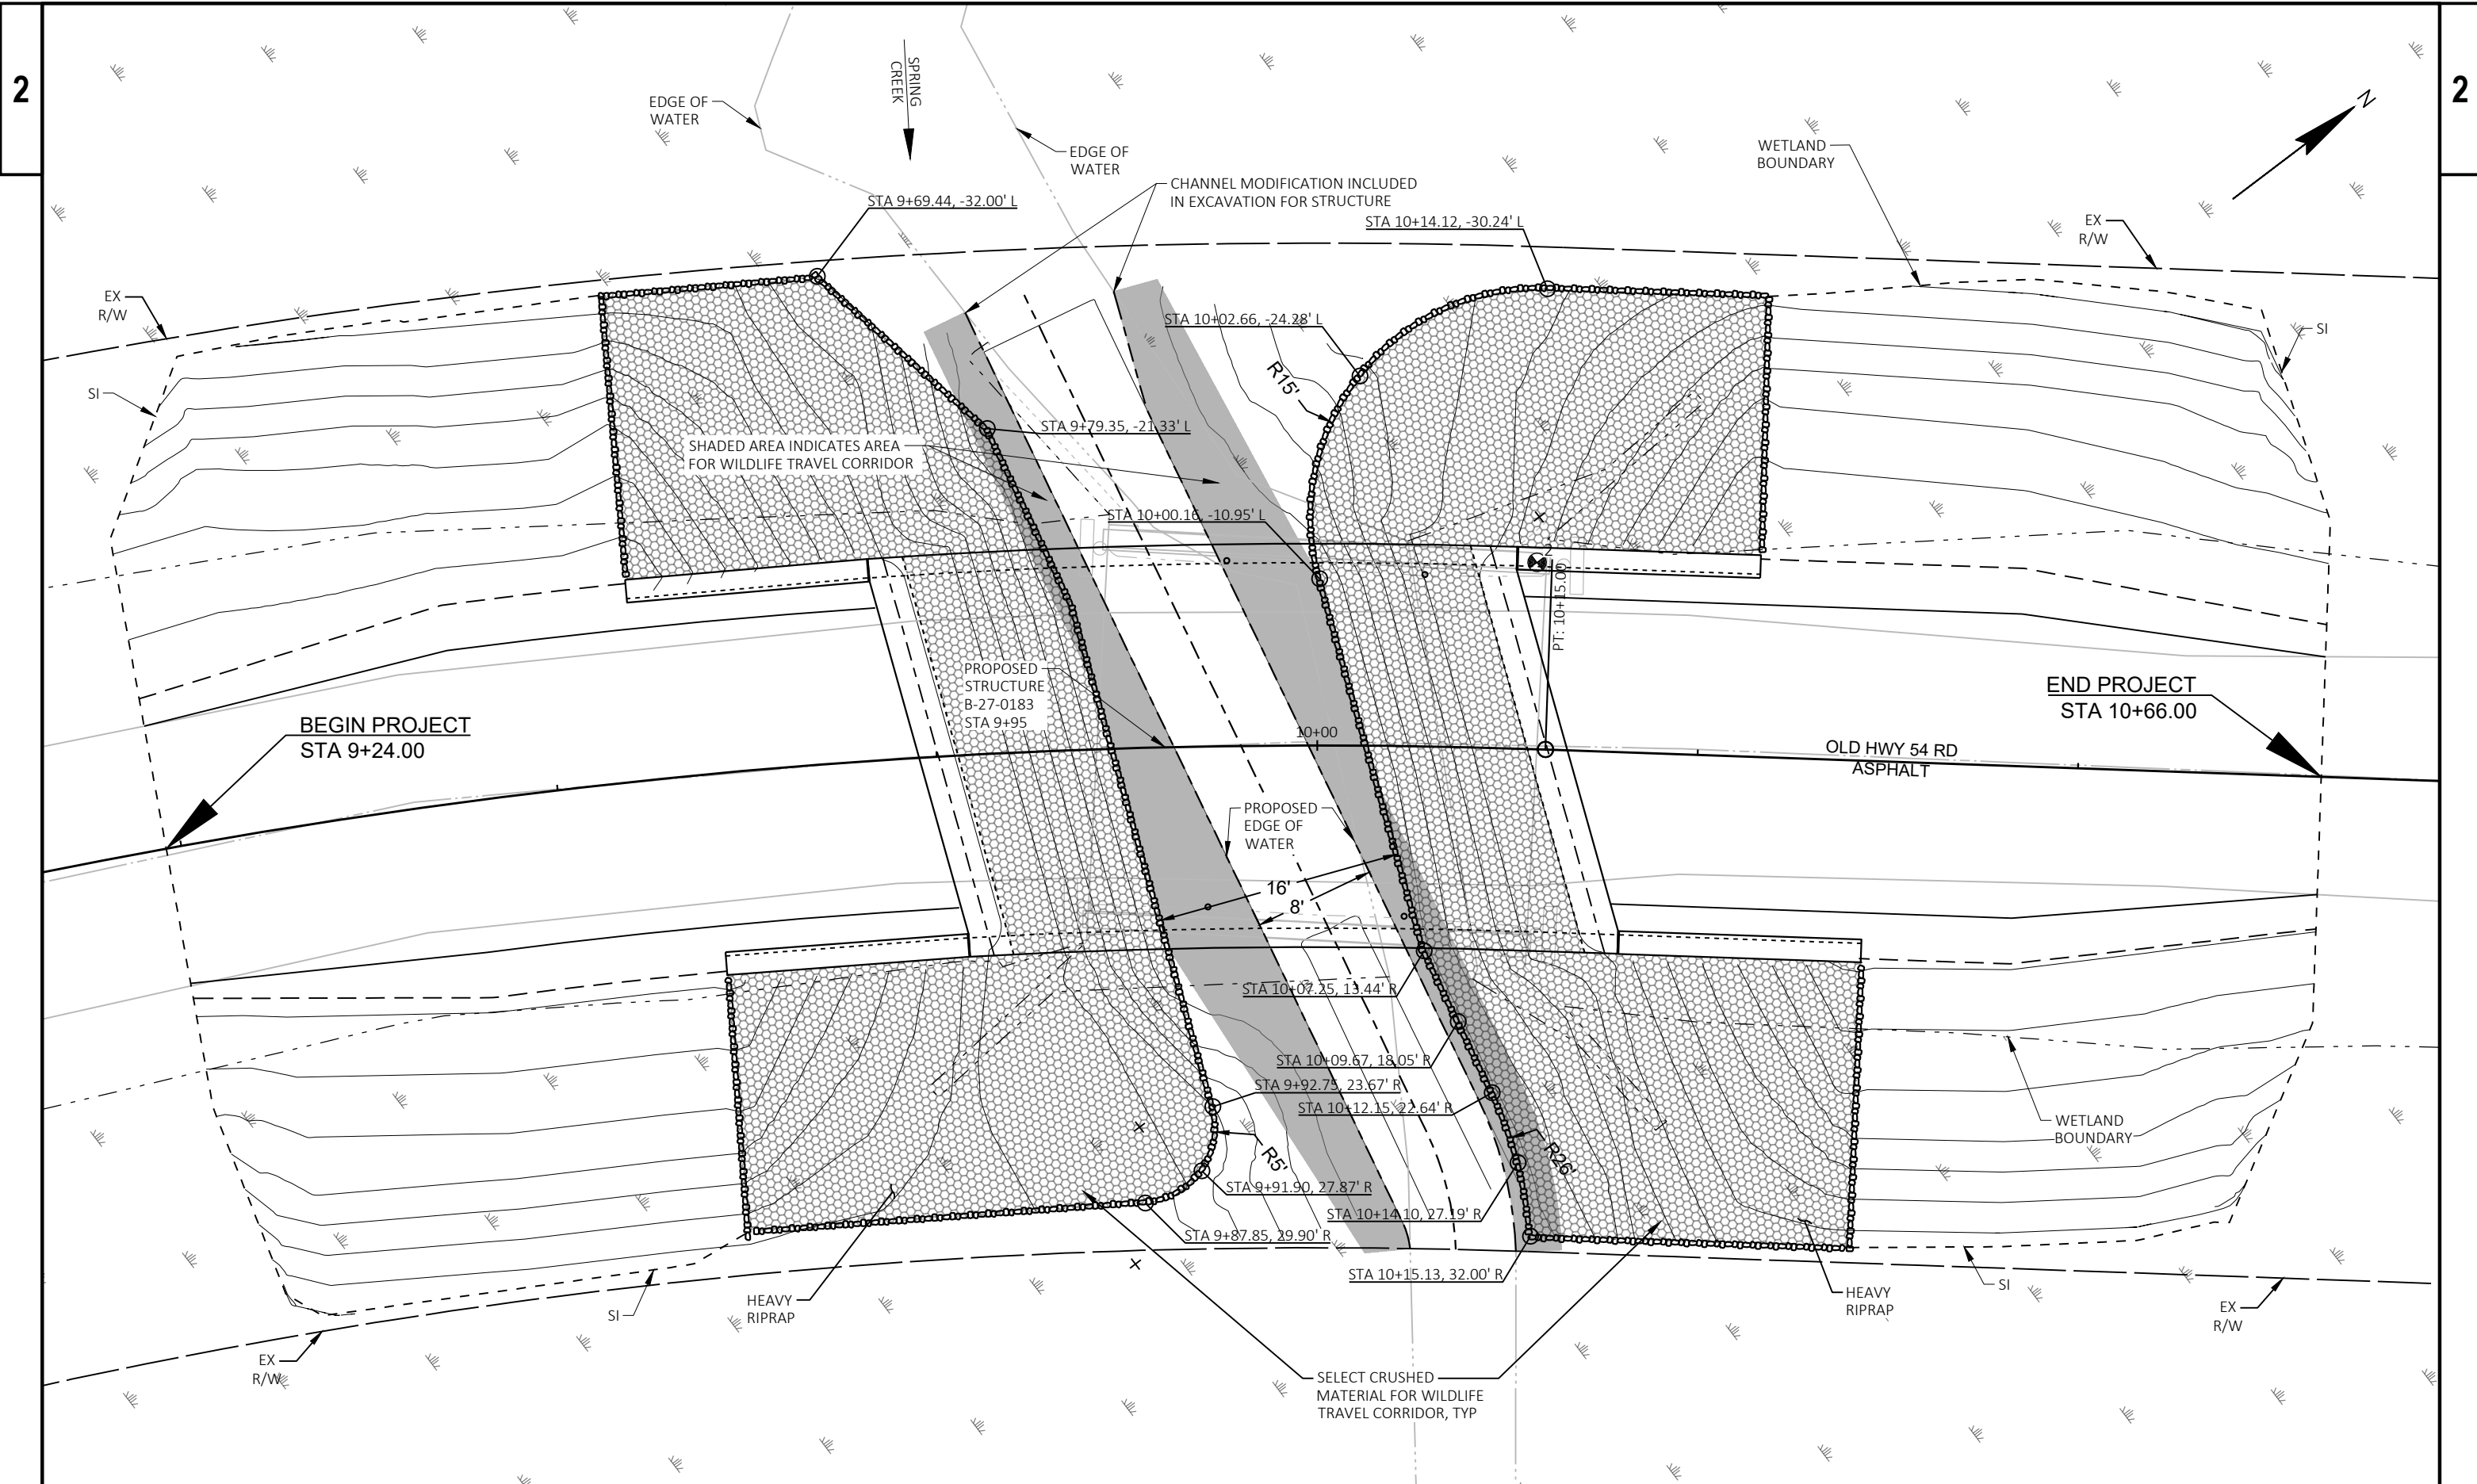 2
2
SPRING
CREEK
N
EDGE OF
WATER
EDGE OF
WATER
WETLAND
BOUNDARY
CHANNEL MODIFICATION INCLUDED
IN EXCAVATION FOR STRUCTURE
STA 9+69.44, -32.00' L
STA 10+14.12, -30.24' L
EX
R/W
EX
R/W
STA 10+02.66, -24.28' L
SI
R15'
SI
STA 9+79.35, -21.33' L
SHADED AREA INDICATES AREA
FOR WILDLIFE TRAVEL CORRIDOR
STA 10+00.16, -10.95' L
2
PT: 10+15.00
PROPOSED
STRUCTURE
B-27-0183
STA 9+95
END PROJECT
STA 10+66.00
BEGIN PROJECT
STA 9+24.00
10+00
OLD HWY 54 RD
ASPHALT
PROPOSED
EDGE OF
WATER
16'
8'
STA 10+07.25, 13.44' R
STA 10+09.67, 18.05' R
STA 9+92.75, 23.67' R
STA 10+12.15, 22.64' R
WETLAND
BOUNDARY
R5'
R26'
STA 9+91.90, 27.87' R
STA 10+14.10, 27.19' R
STA 9+87.85, 29.90' R
STA 10+15.13, 32.00' R
SI
HEAVY
RIPRAP
SI
HEAVY
RIPRAP
EX
R/W
EX
R/W
SELECT CRUSHED
MATERIAL FOR WILDLIFE
TRAVEL CORRIDOR, TYP